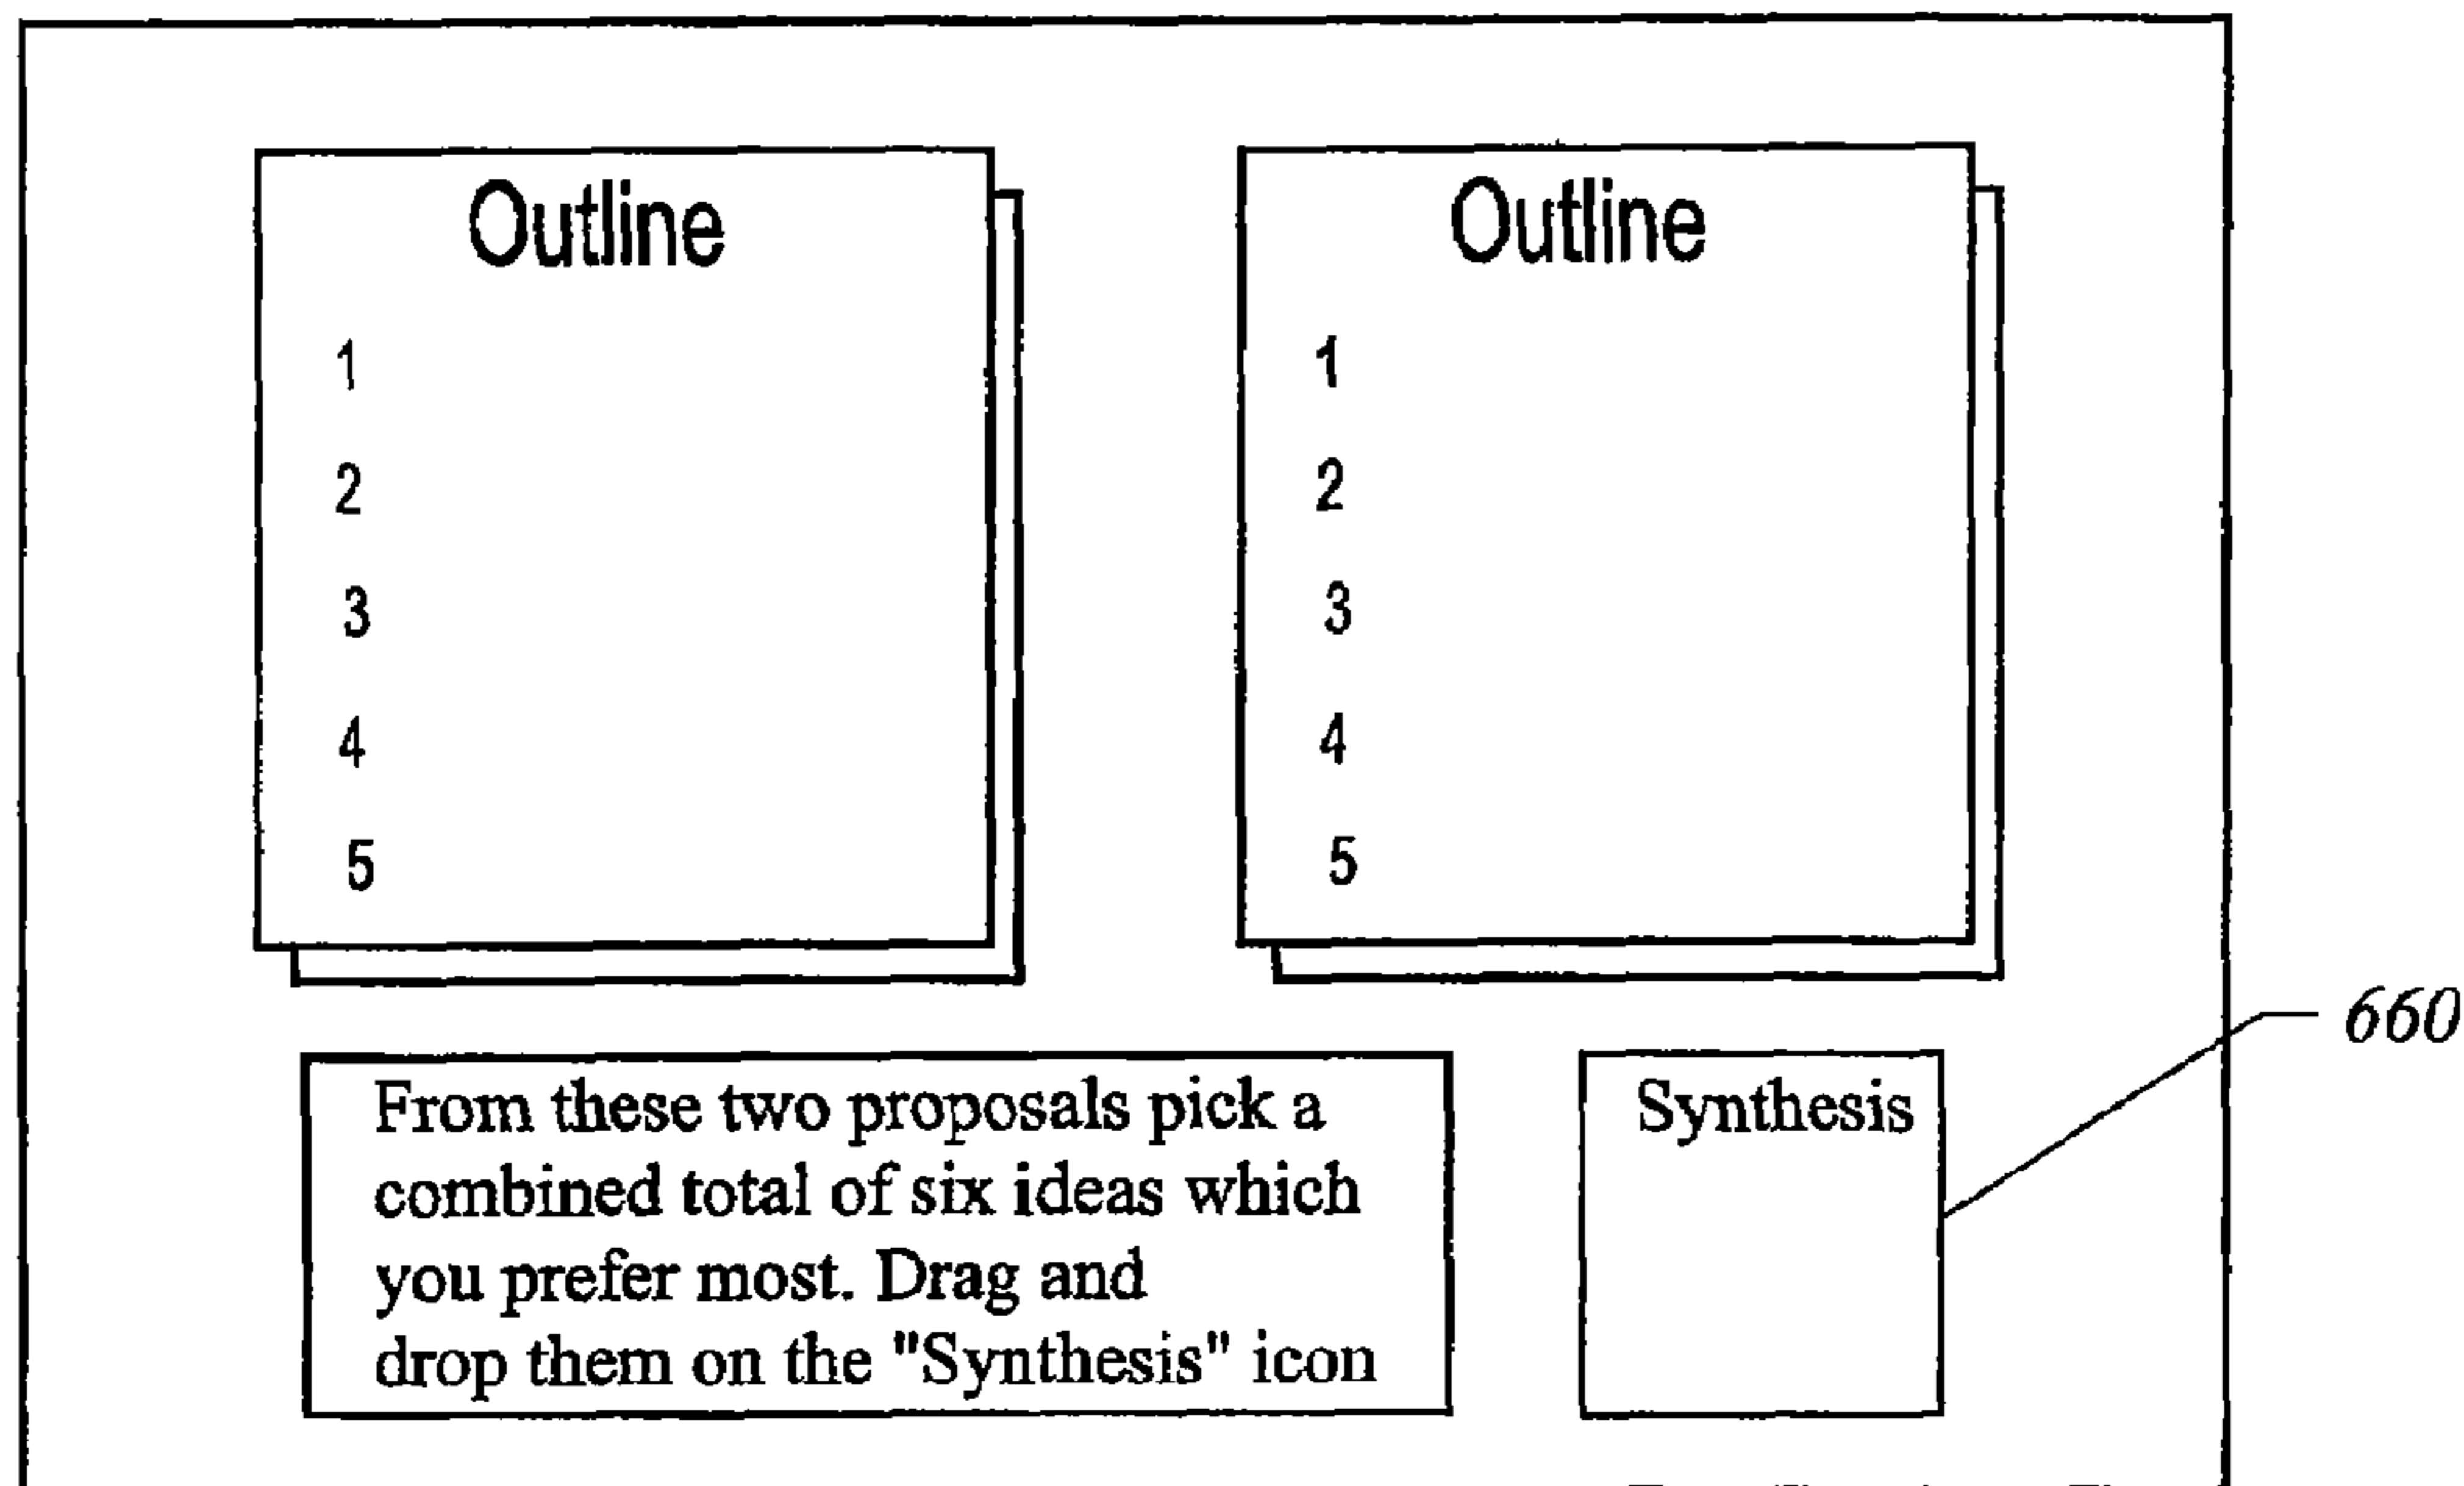 Outline
1
2
3
4
5
Outline
1
2
3
4
5
660
From these two proposals pick a
combined total of six ideas which
you prefer most. Drag and
drop them on the "Synthesis" icon
Synthesis